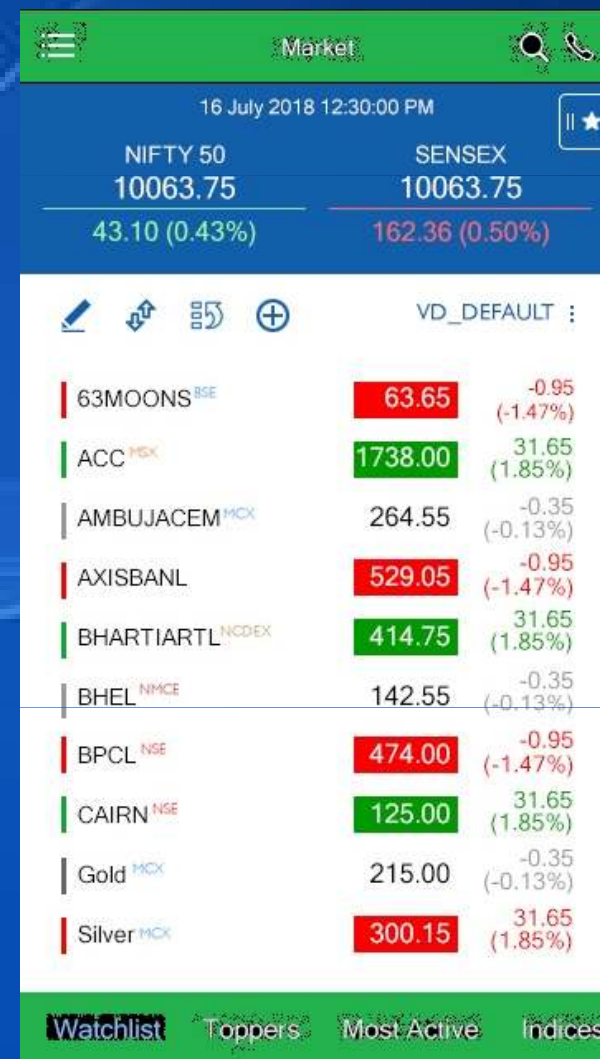 Market
16 July 2018 12:30:00 PM
NIFTY 50 SENSEX
10063.75 10063.75
43.10 (0.43%) 162.36 (0.50%)
VD_DEFAULT
63MOONS BSE 63.65 -0.95
(-1.47%)
ACC MSX 1738.00 31.65
(1.85%)
AMBUJACEM MCX 264.55 -0.35
(-0.13%)
AXISBANL 529.05 -0.95
(-1.47%)
BHARTIARTL NCDEX 414.75 31.65
(1.85%)
BHEL NMCE 142.55 -0.35
(-0.13%)
BPCL NSE 474.00 -0.95
(-1.47%)
CAIRN NSE 125.00 31.65
(1.85%)
Gold MCX 215.00 -0.35
(-0.13%)
Silver MCX 300.15 31.65
(1.85%)
Watchlist Toppers Most Active Indices